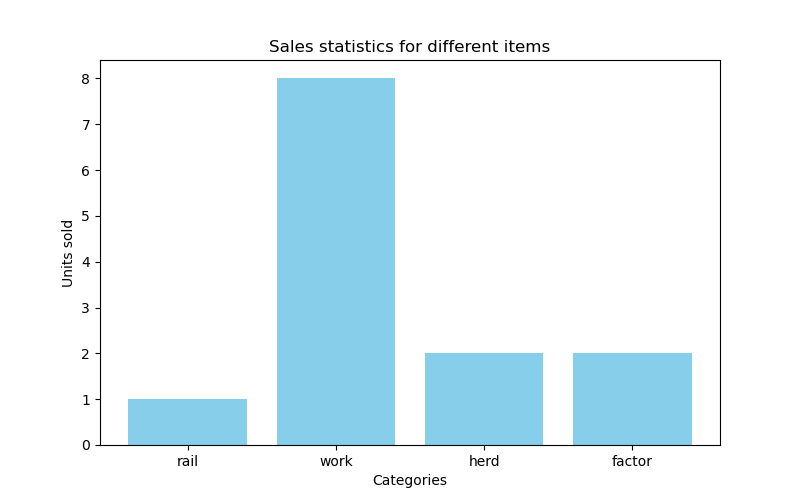 Sales statistics for different items
8
7
6
5
4
3
2
1
0
Units sold
rail work herd factor
Categories